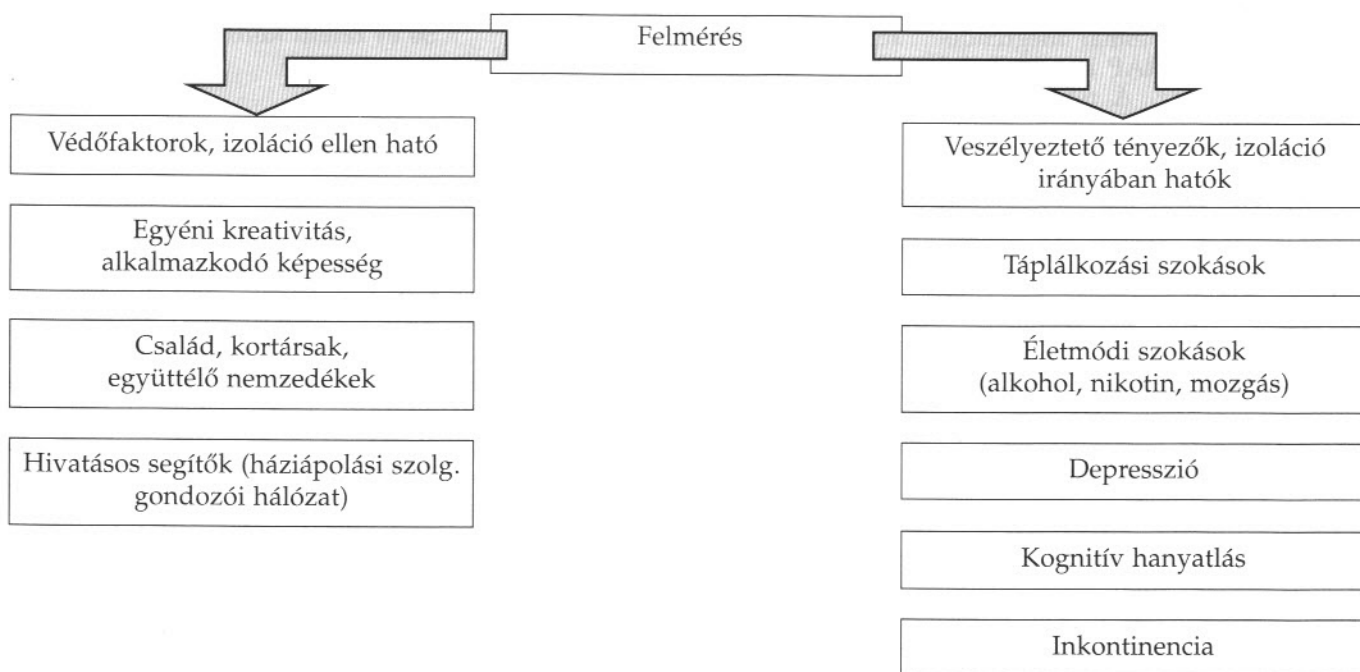 Felmérés
Védőfaktorok, izoláció ellen ható
Egyéni kreativitás,
alkalmazkodó képesség
Család, kortársak,
együttélő nemzedékek
Hivatásos segítők (háziápolási szolg.
gondozói hálózat)
Veszélyeztető tényezők, izoláció
irányában hatók
Táplálkozási szokások
Életmódi szokások
(alkohol, nikotin, mozgás)
Depresszió
Kognitív hanyatlás
Inkontinencia